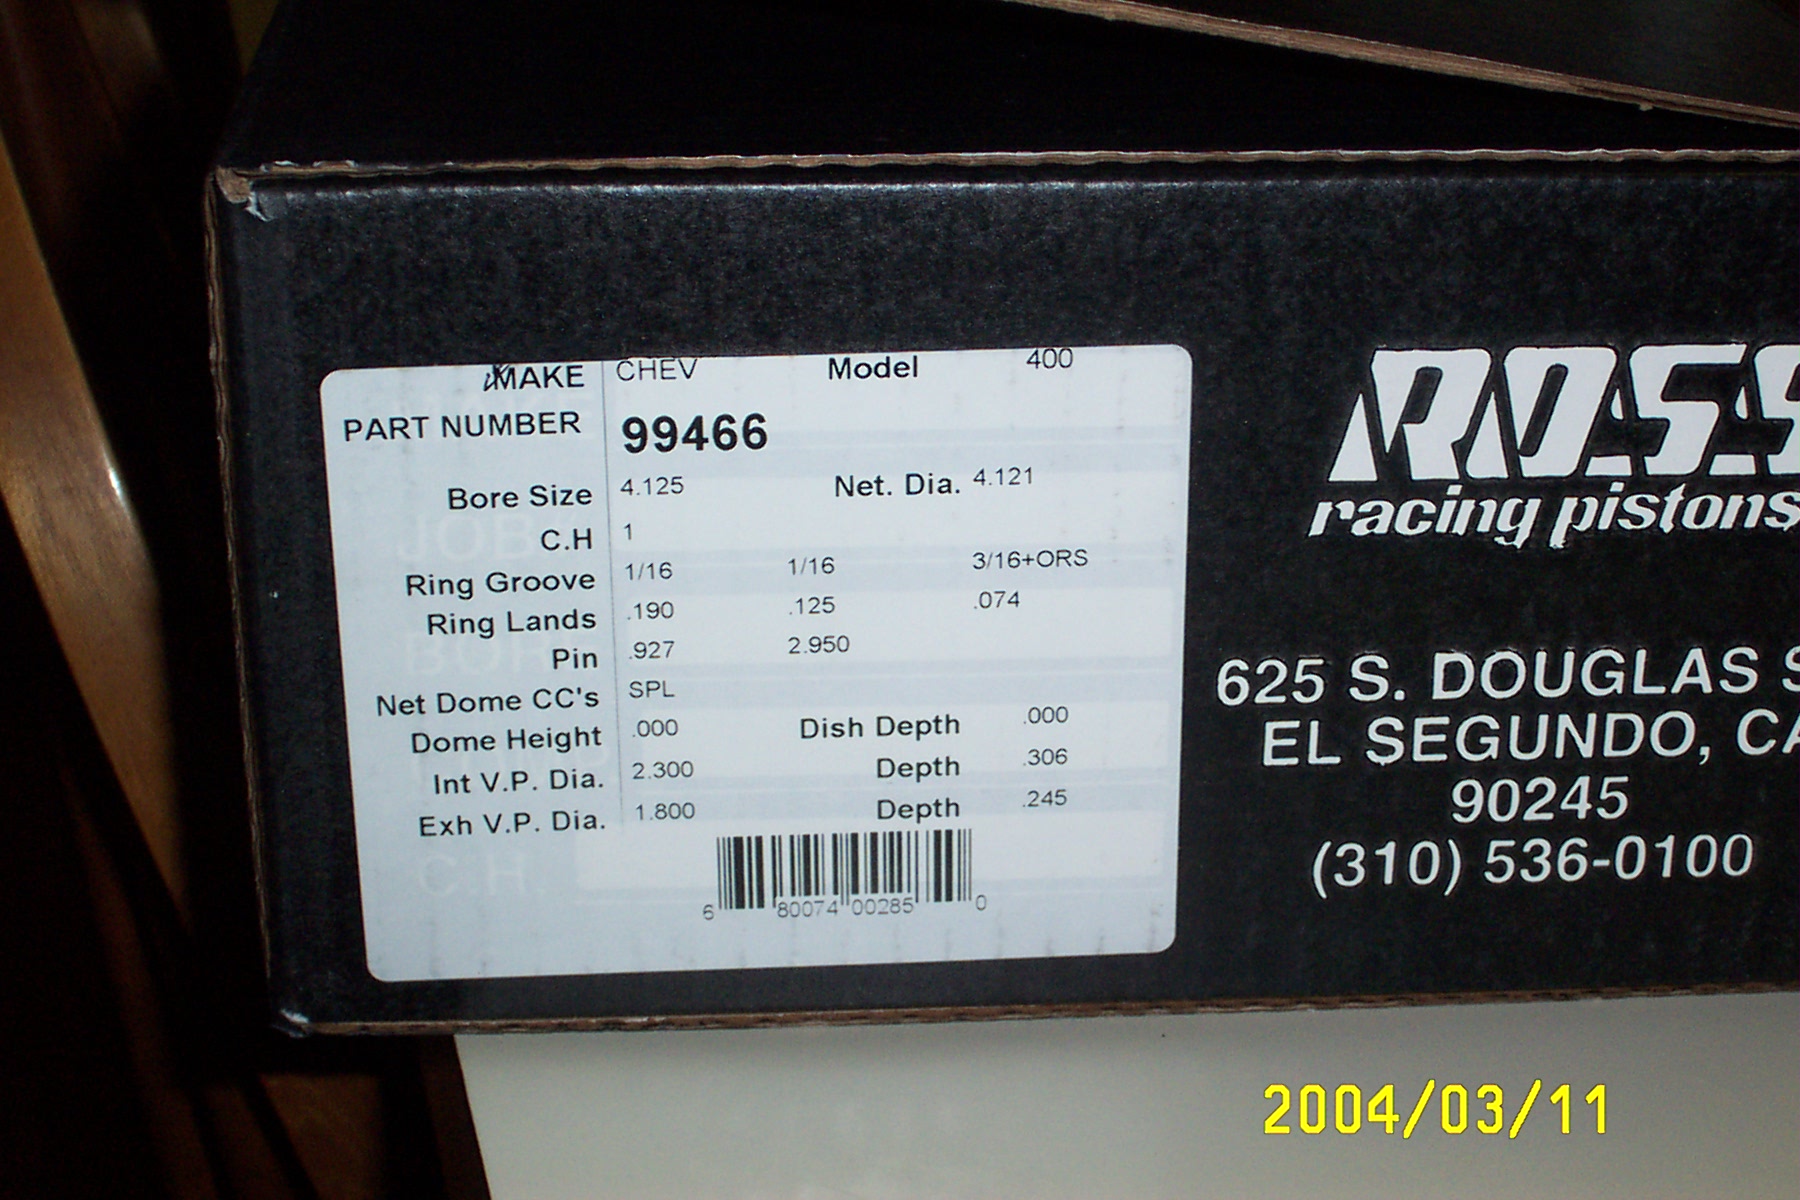 MAKE CHEV Model 400
PART NUMBER 99466
Bore Size 4.125 Net. Dia. 4.121
C.H 1
Ring Groove 1/16 1/16 3/16+ORS
Ring Lands .190 .125 .074
Pin .927 2.950
Net Dome CC's SPL
Dome Height .000 Dish Depth .000
Int V.P. Dia. 2.300 Depth .306
Exh V.P. Dia. 1.800 Depth .245
6 80074 00285 0
JOB
C.H.
ROSS
racing pistons
625 S. DOUGLAS S
EL SEGUNDO, CA
90245
(310) 536-0100
2004/03/11